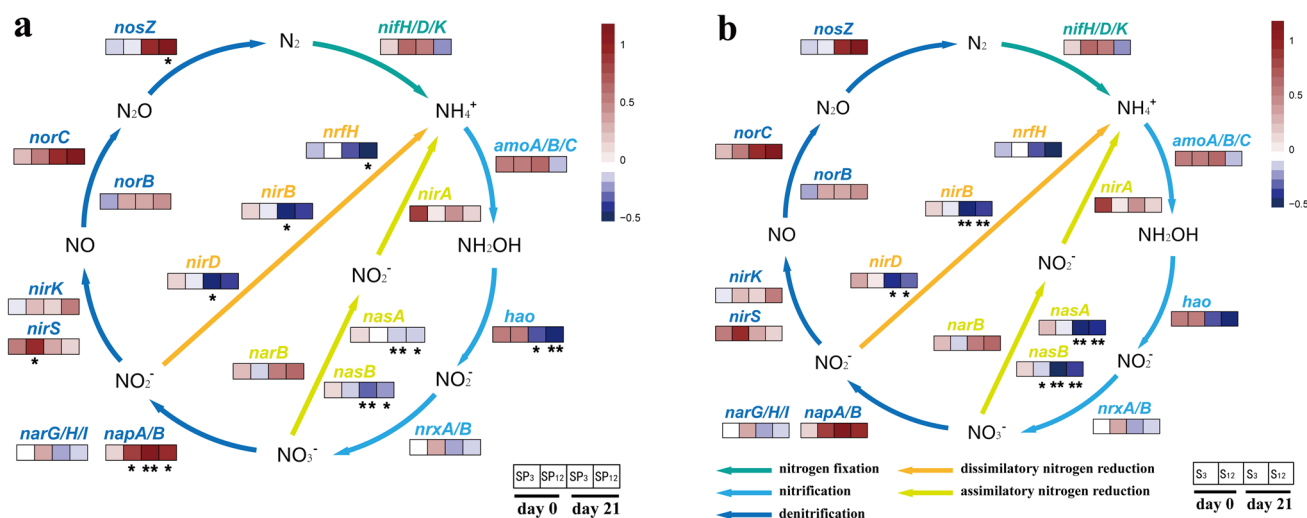 a
nosZ
*
N₂
nifH/D/K
1
0.5
0
−0.5
N₂O
NH₄⁺
norC
nrfH
*
amoA/B/C
norB
nirB
*
nirA
NO
NH₂OH
nirD
*
NO₂⁻
nirK
nasA
** *
hao
* **
nirS
*
narB
nasB
** *
NO₂⁻
NO₂⁻
narG/H/I
napA/B
* ** *
nrxA/B
NO₃⁻
SP₃ SP₁₂ SP₃ SP₁₂
day 0 day 21
b
nosZ
N₂
nifH/D/K
1
0.5
0
−0.5
N₂O
NH₄⁺
norC
nrfH
amoA/B/C
norB
nirB
** **
nirA
NO
NH₂OH
nirD
* *
NO₂⁻
nirK
nasA
** **
hao
nirS
narB
nasB
* ** **
NO₂⁻
NO₂⁻
narG/H/I
napA/B
nrxA/B
NO₃⁻
nitrogen fixation
dissimilatory nitrogen reduction
nitrification
assimilatory nitrogen reduction
denitrification
S₃ S₁₂ S₃ S₁₂
day 0 day 21